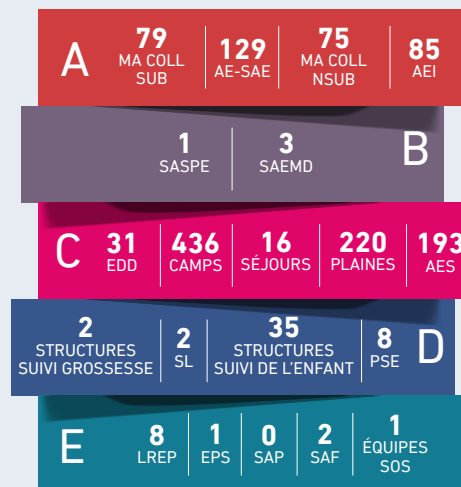 A
79
MA COLL
SUB
129
AE-SAE
75
MA COLL
NSUB
85
AEI
1
SASPE
3
SAEMD
B
C
31
EDD
436
CAMPS
16
SÉJOURS
220
PLAINES
193
AES
2
STRUCTURES
SUIVI GROSSESSE
2
SL
35
STRUCTURES
SUIVI DE L'ENFANT
8
PSE
D
E
8
LREP
1
EPS
0
SAP
2
SAF
1
ÉQUIPES
SOS